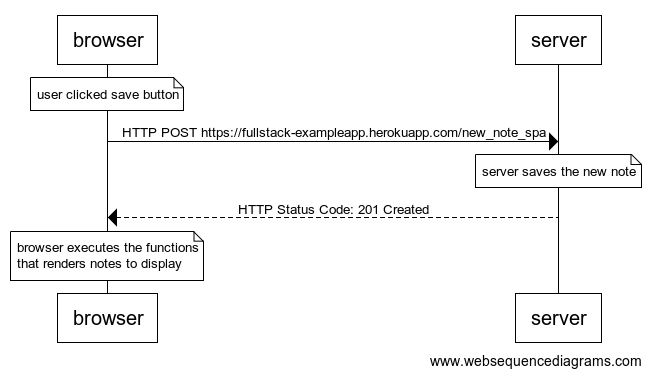 browser
server
user clicked save button
HTTP POST https://fullstack-exampleapp.herokuapp.com/new_note_spa
server saves the new note
HTTP Status Code: 201 Created
browser executes the functions
that renders notes to display
browser
server
www.websequencediagrams.com